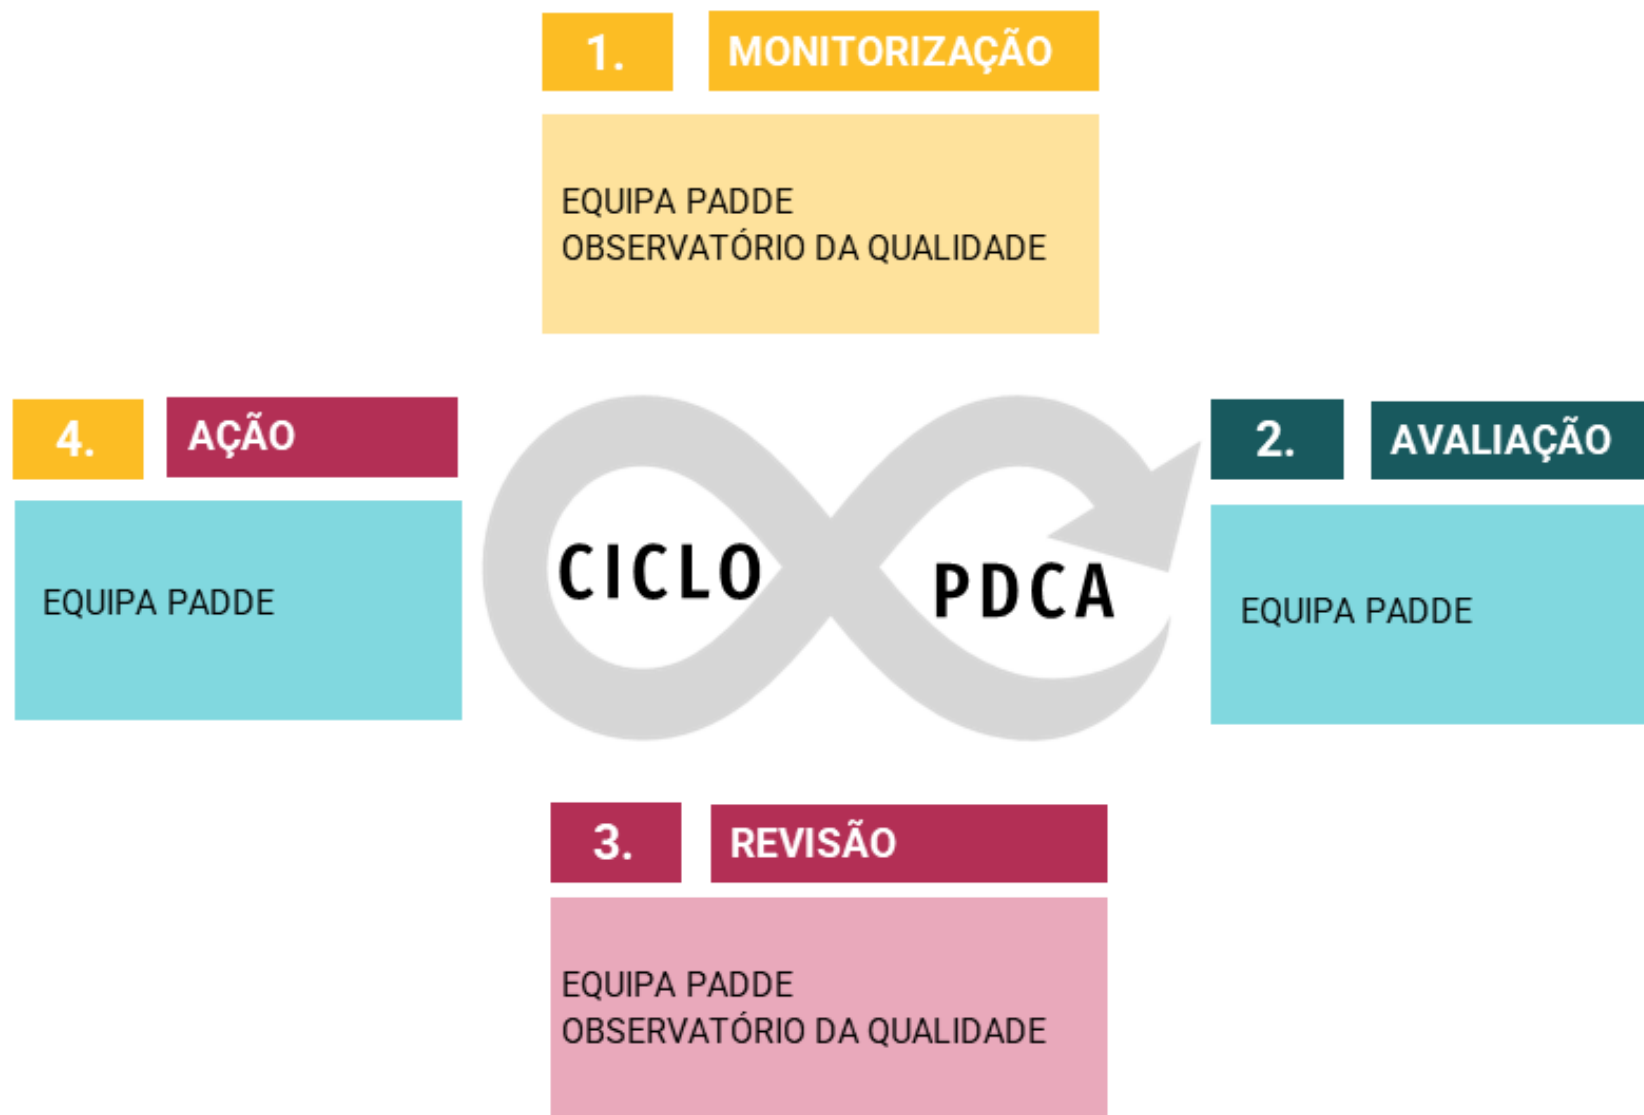 1. MONITORIZAÇÃO
EQUIPA PADDE
OBSERVATÓRIO DA QUALIDADE
4. AÇÃO
EQUIPA PADDE
CICLO PDCA
2. AVALIAÇÃO
EQUIPA PADDE
3. REVISÃO
EQUIPA PADDE
OBSERVATÓRIO DA QUALIDADE